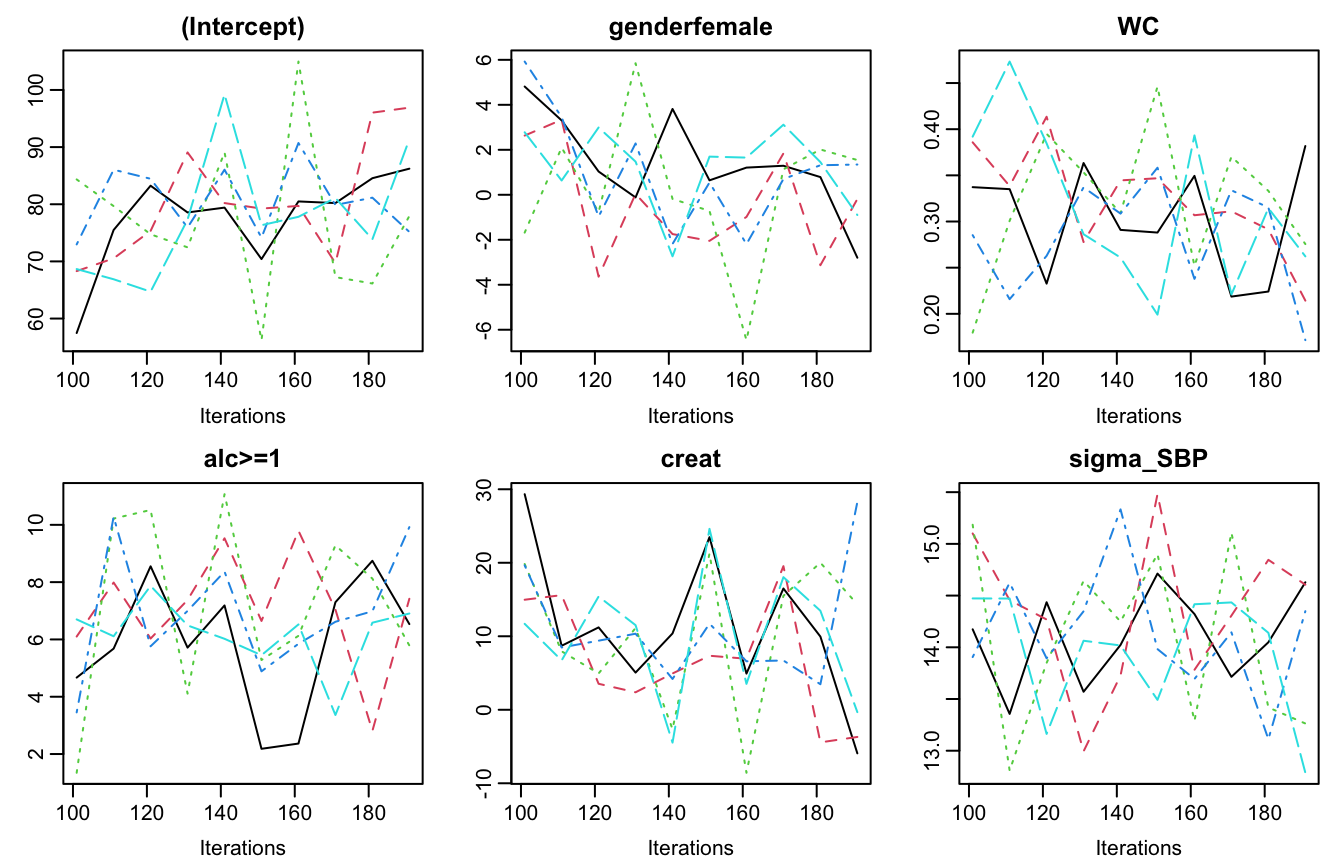 (Intercept)
60 70 80 90 100
100 120 140 160 180
Iterations
genderfemale
-6 -4 -2 0 2 4 6
100 120 140 160 180
Iterations
WC
0.20 0.30 0.40
100 120 140 160 180
Iterations
alc>=1
2 4 6 8 10
100 120 140 160 180
Iterations
creat
-10 0 10 20 30
100 120 140 160 180
Iterations
sigma_SBP
13.0 14.0 15.0
100 120 140 160 180
Iterations